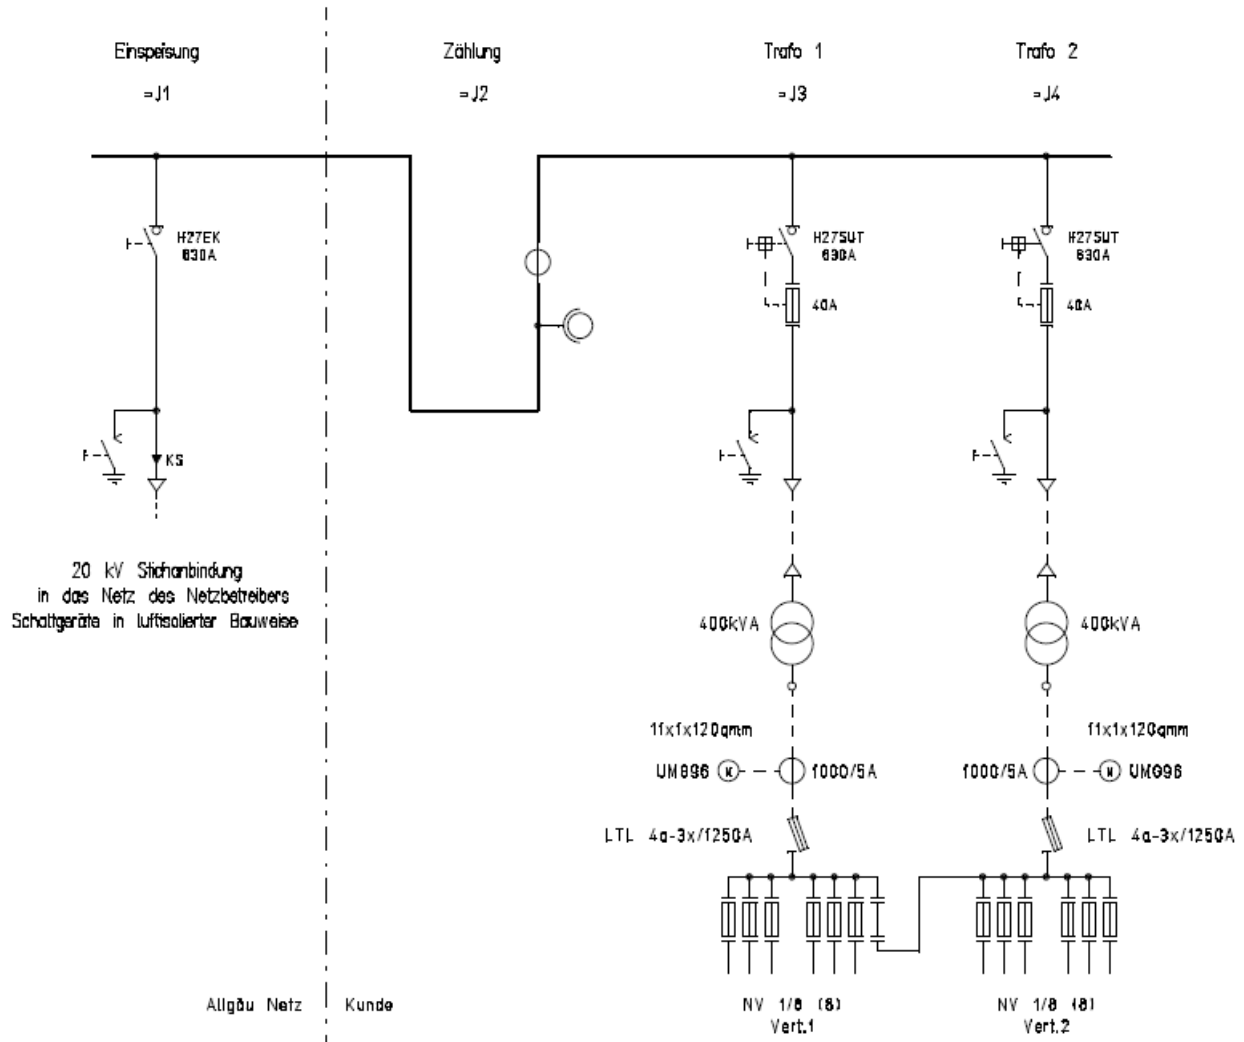 Einspeisung
=J1
Zählung
=J2
Trafo 1
=J3
Trafo 2
=J4
H27EK
630A
H27SUT
630A
40A
H27SUT
630A
40A
KS
20 kV Stichanbindung
in das Netz des Netzbetreibers
Schaltgeräte in luftisolierter Bauweise
400kVA
400kVA
11x1x120qmm
11x1x120qmm
UMG96
1000/5A
1000/5A
UMG96
LTL 4a-3x/1250A
LTL 4a-3x/1250A
Allgäu Netz
Kunde
NV 1/8 (8)
Vert.1
NV 1/8 (8)
Vert.2